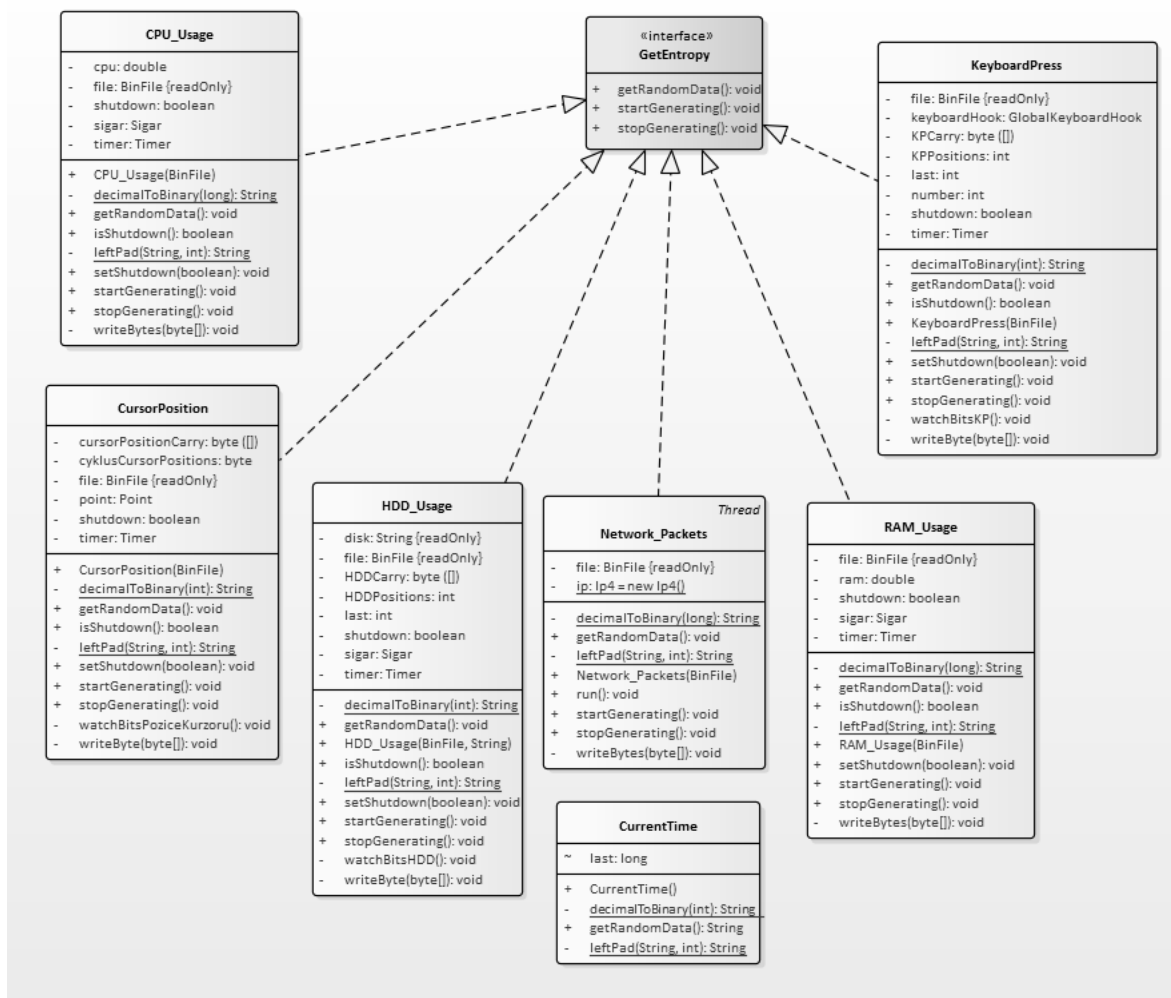 CPU_Usage
- cpu: double
- file: BinFile {readOnly}
- shutdown: boolean
- sigar: Sigar
- timer: Timer
+ CPU_Usage(BinFile)
- decimalToBinary(long): String
+ getRandomData(): void
+ isShutdown(): boolean
- leftPad(String, int): String
+ setShutdown(boolean): void
+ startGenerating(): void
+ stopGenerating(): void
- writeBytes(byte[]): void
«interface»
GetEntropy
+ getRandomData(): void
+ startGenerating(): void
+ stopGenerating(): void
KeyboardPress
- file: BinFile {readOnly}
- keyboardHook: GlobalKeyboardHook
- KPCarry: byte ([])
- KPPositions: int
- last: int
- number: int
- shutdown: boolean
- timer: Timer
- decimalToBinary(int): String
+ getRandomData(): void
+ isShutdown(): boolean
+ KeyboardPress(BinFile)
- leftPad(String, int): String
+ setShutdown(boolean): void
+ startGenerating(): void
+ stopGenerating(): void
- watchBitsKP(): void
- writeByte(byte[]): void
CursorPosition
- cursorPositionCarry: byte ([])
- cyklusCursorPositions: byte
- file: BinFile {readOnly}
- point: Point
- shutdown: boolean
- timer: Timer
+ CursorPosition(BinFile)
- decimalToBinary(int): String
+ getRandomData(): void
+ isShutdown(): boolean
- leftPad(String, int): String
+ setShutdown(boolean): void
+ startGenerating(): void
+ stopGenerating(): void
- watchBitsPoziceKurzoru(): void
- writeByte(byte[]): void
HDD_Usage
- disk: String {readOnly}
- file: BinFile {readOnly}
- HDDCarry: byte ([])
- HDDPositions: int
- last: int
- shutdown: boolean
- sigar: Sigar
- timer: Timer
- decimalToBinary(int): String
+ getRandomData(): void
+ HDD_Usage(BinFile, String)
+ isShutdown(): boolean
- leftPad(String, int): String
+ setShutdown(boolean): void
+ startGenerating(): void
+ stopGenerating(): void
- watchBitsHDD(): void
- writeByte(byte[]): void
Thread
Network_Packets
- file: BinFile {readOnly}
- ip: Ip4 = new Ip4()
- decimalToBinary(long): String
+ getRandomData(): void
- leftPad(String, int): String
+ Network_Packets(BinFile)
+ run(): void
+ startGenerating(): void
+ stopGenerating(): void
- writeBytes(byte[]): void
RAM_Usage
- file: BinFile {readOnly}
- ram: double
- shutdown: boolean
- sigar: Sigar
- timer: Timer
- decimalToBinary(long): String
+ getRandomData(): void
+ isShutdown(): boolean
- leftPad(String, int): String
+ RAM_Usage(BinFile)
+ setShutdown(boolean): void
+ startGenerating(): void
+ stopGenerating(): void
- writeBytes(byte[]): void
CurrentTime
~ last: long
+ CurrentTime()
- decimalToBinary(int): String
+ getRandomData(): String
- leftPad(String, int): String